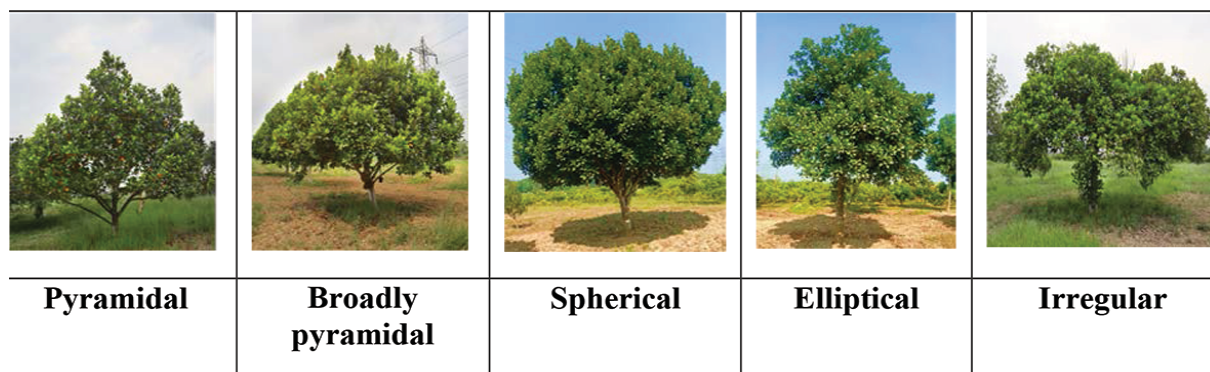 Pyramidal
Broadly
pyramidal
Spherical
Elliptical
Irregular